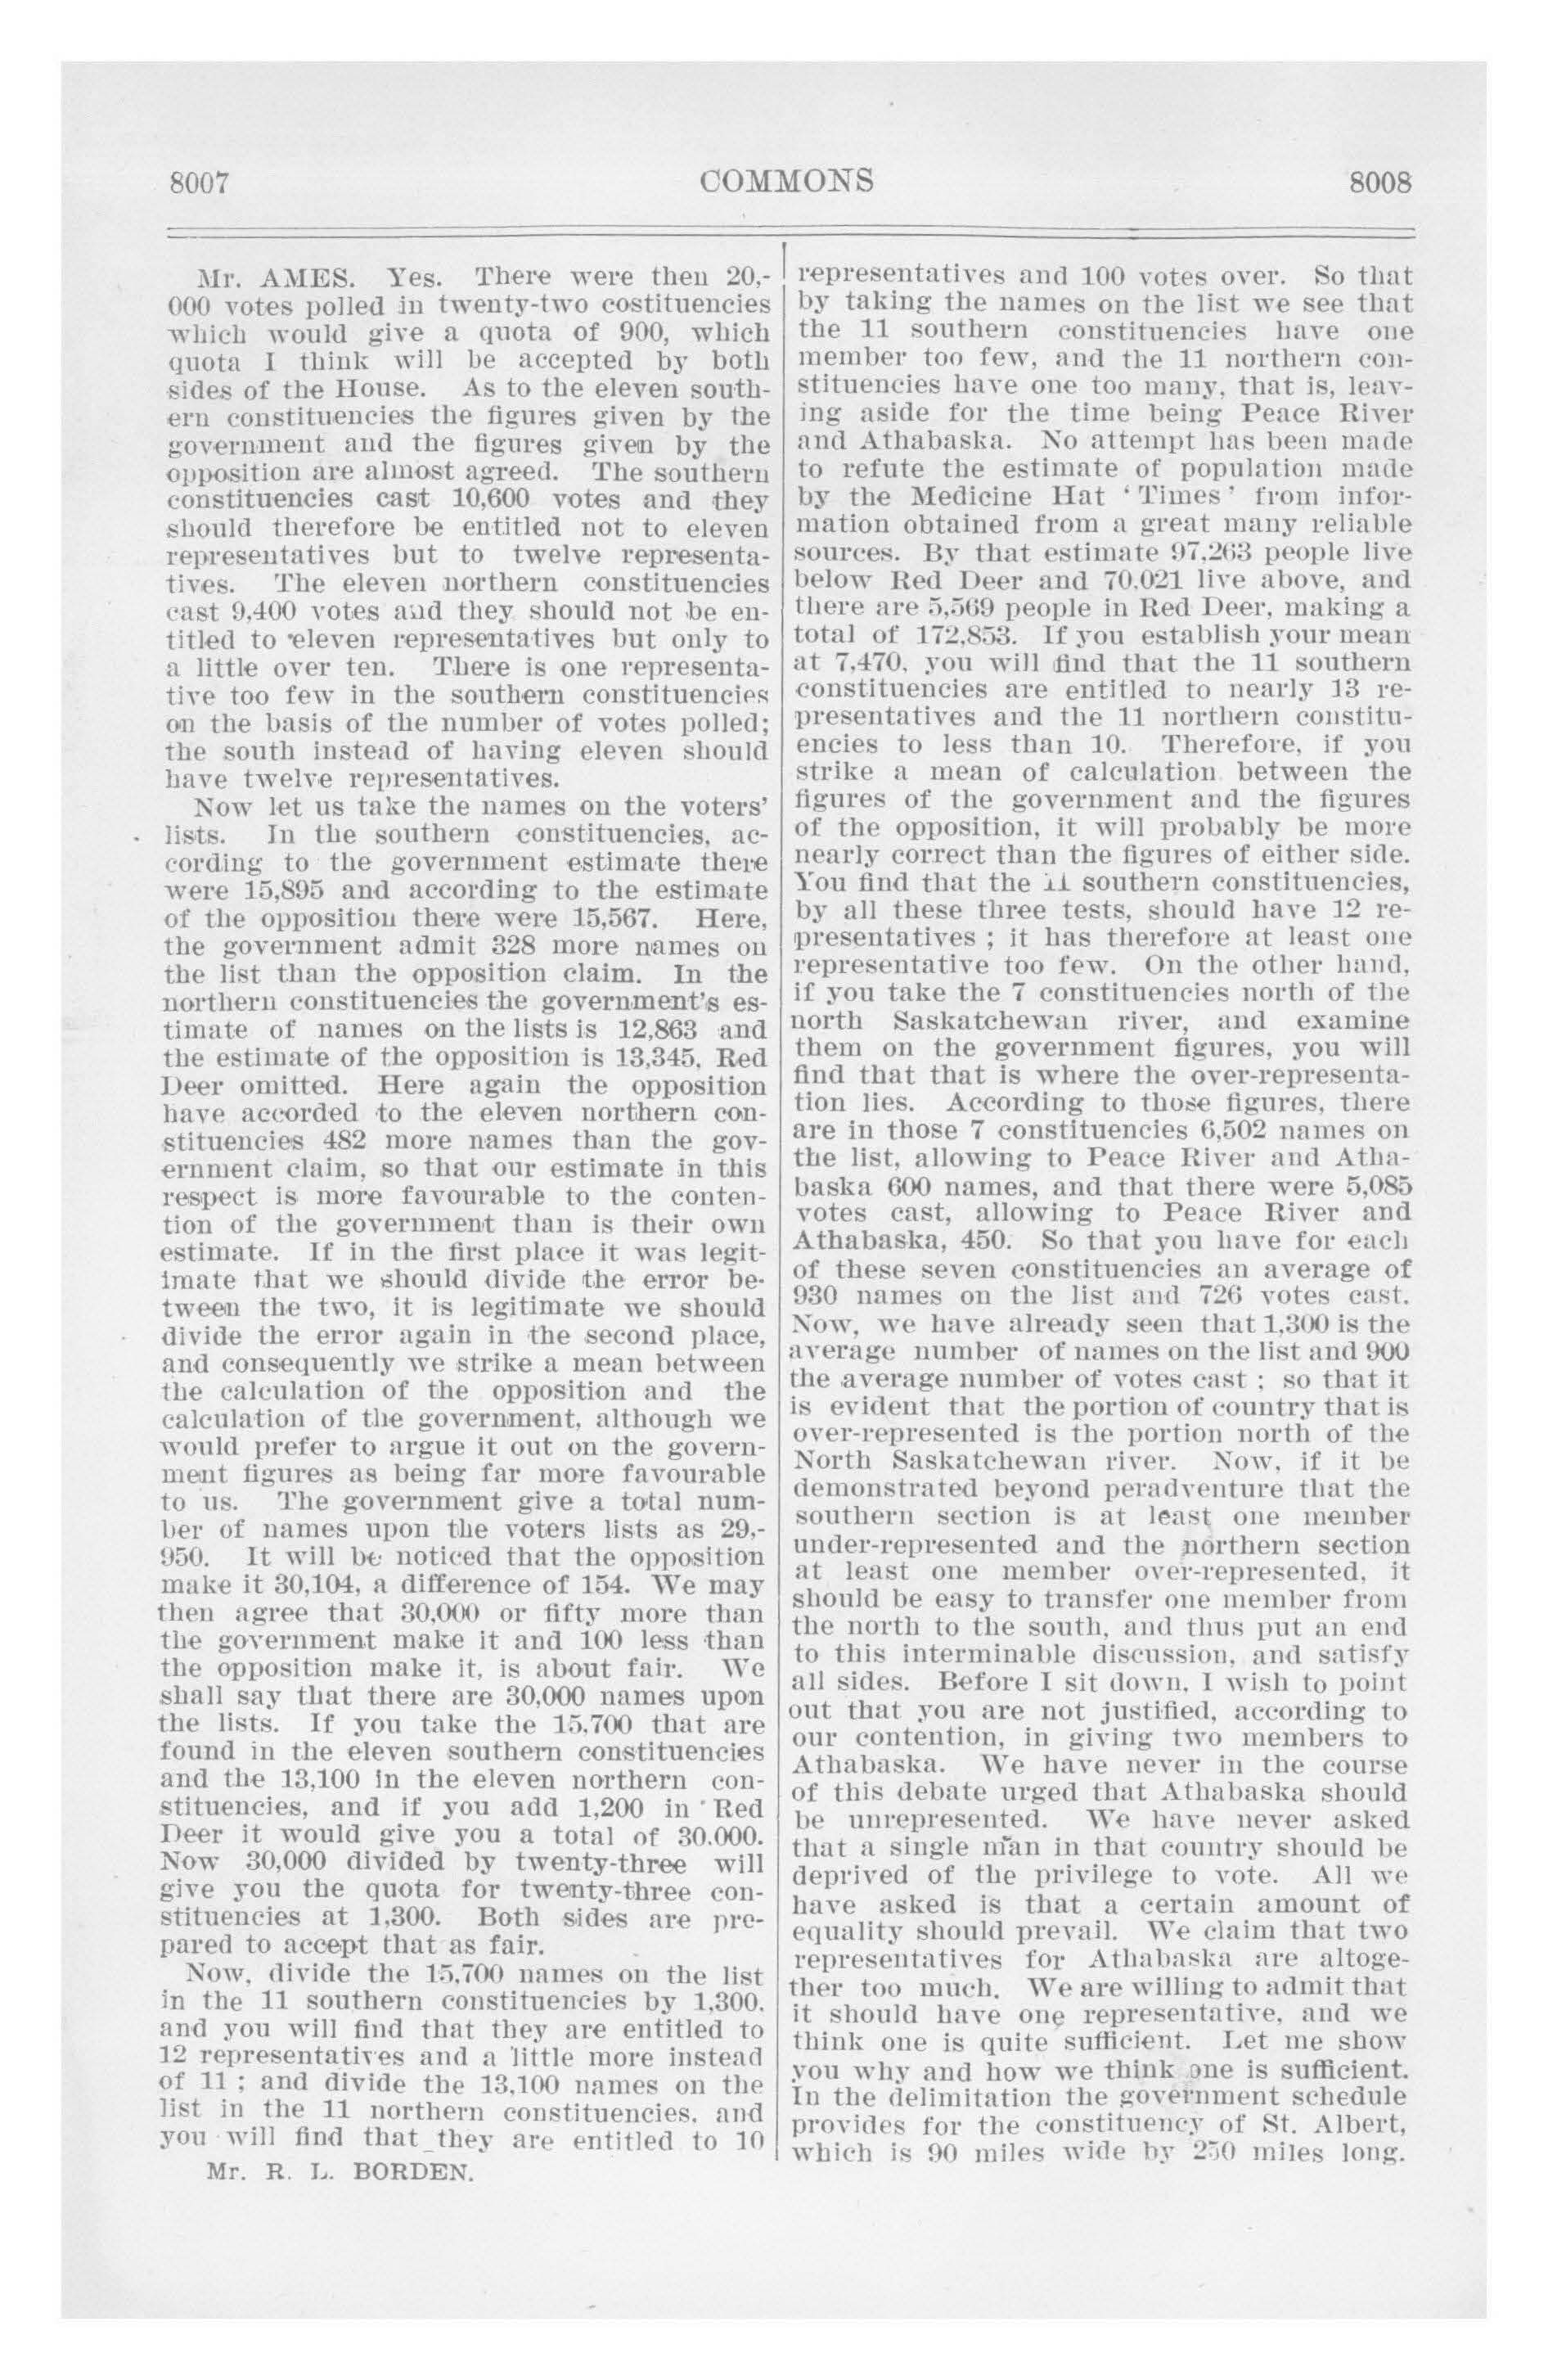 8007
COMMONS
8008
Mr. AMES. Yes. There were then 20,-
000 votes polled in twenty-two costituencies
which would give a quota of 900, which
quota I think will be accepted by both
sides of the House. As to the eleven south-
ern constituencies the figures given by the
government and the figures given by the
opposition are almost agreed. The southern
constituencies cast 10,600 votes and they
should therefore be entitled not to eleven
representatives but to twelve representa-
tives. The eleven northern constituencies
cast 9,400 votes and they should not be en-
titled to eleven representatives but only to
a little over ten. There is one representa-
tive too few in the southern constituencies
on the basis of the number of votes polled;
the south instead of having eleven should
have twelve representatives.
Now let us take the names on the voters'
lists. In the southern constituencies, ac-
cording to the government estimate there
were 15,895 and according to the estimate
of the opposition there were 15,567. Here,
the government admit 328 more names on
the list than the opposition claim. In the
northern constituencies the government's es-
timate of names on the lists is 12,863 and
the estimate of the opposition is 13,345, Red
Deer omitted. Here again the opposition
have accorded to the eleven northern con-
stituencies 482 more names than the gov-
ernment claim, so that our estimate in this
respect is more favourable to the conten-
tion of the government than is their own
estimate. If in the first place it was legit-
imate that we should divide the error be-
tween the two, it is legitimate we should
divide the error again in the second place,
and consequently we strike a mean between
the calculation of the opposition and the
calculation of the government, although we
would prefer to argue it out on the govern-
ment figures as being far more favourable
to us. The government give a total num-
ber of names upon the voters lists as 29,-
950. It will be noticed that the opposition
make it 30,104, a difference of 154. We may
then agree that 30,000 or fifty more than
the government make it and 100 less than
the opposition make it, is about fair. We
shall say that there are 30,000 names upon
the lists. If you take the 15,700 that are
found in the eleven southern constituencies
and the 13,100 in the eleven northern con-
stituencies, and if you add 1,200 in Red
Deer it would give you a total of 30,000.
Now 30,000 divided by twenty-three will
give you the quota for twenty-three con-
stituencies at 1,300. Both sides are pre-
pared to accept that as fair.
Now, divide the 15,700 names on the list
in the 11 southern constituencies by 1,300,
and you will find that they are entitled to
12 representatives and a little more instead
of 11 ; and divide the 13,100 names on the
list in the 11 northern constituencies, and
you will find that they are entitled to 10
Mr. R. L. BORDEN.
representatives and 100 votes over. So that
by taking the names on the list we see that
the 11 southern constituencies have one
member too few, and the 11 northern con-
stituencies have one too many, that is, leav-
ing aside for the time being Peace River
and Athabaska. No attempt has been made
to refute the estimate of population made
by the Medicine Hat ' Times ' from infor-
mation obtained from a great many reliable
sources. By that estimate 97,263 people live
below Red Deer and 70,021 live above, and
there are 5,569 people in Red Deer, making a
total of 172,853. If you establish your mean
at 7,470, you will find that the 11 southern
constituencies are entitled to nearly 13 re-
presentatives and the 11 northern constitu-
encies to less than 10. Therefore, if you
strike a mean of calculation between the
figures of the government and the figures
of the opposition, it will probably be more
nearly correct than the figures of either side.
You find that the 11 southern constituencies,
by all these three tests, should have 12 re-
presentatives ; it has therefore at least one
representative too few. On the other hand,
if you take the 7 constituencies north of the
north Saskatchewan river, and examine
them on the government figures, you will
find that that is where the over-representa-
tion lies. According to those figures, there
are in those 7 constituencies 6,502 names on
the list, allowing to Peace River and Atha-
baska 600 names, and that there were 5,085
votes cast, allowing to Peace River and
Athabaska, 450. So that you have for each
of these seven constituencies an average of
930 names on the list and 726 votes cast.
Now, we have already seen that 1,300 is the
average number of names on the list and 900
the average number of votes cast ; so that it
is evident that the portion of country that is
over-represented is the portion north of the
North Saskatchewan river. Now, if it be
demonstrated beyond peradventure that the
southern section is at least one member
under-represented and the northern section
at least one member over-represented, it
should be easy to transfer one member from
the north to the south, and thus put an end
to this interminable discussion, and satisfy
all sides. Before I sit down, I wish to point
out that you are not justified, according to
our contention, in giving two members to
Athabaska. We have never in the course
of this debate urged that Athabaska should
be unrepresented. We have never asked
that a single man in that country should be
deprived of the privilege to vote. All we
have asked is that a certain amount of
equality should prevail. We claim that two
representatives for Athabaska are altoge-
ther too much. We are willing to admit that
it should have one representative, and we
think one is quite sufficient. Let me show
you why and how we think one is sufficient.
In the delimitation the government schedule
provides for the constituency of St. Albert,
which is 90 miles wide by 250 miles long.